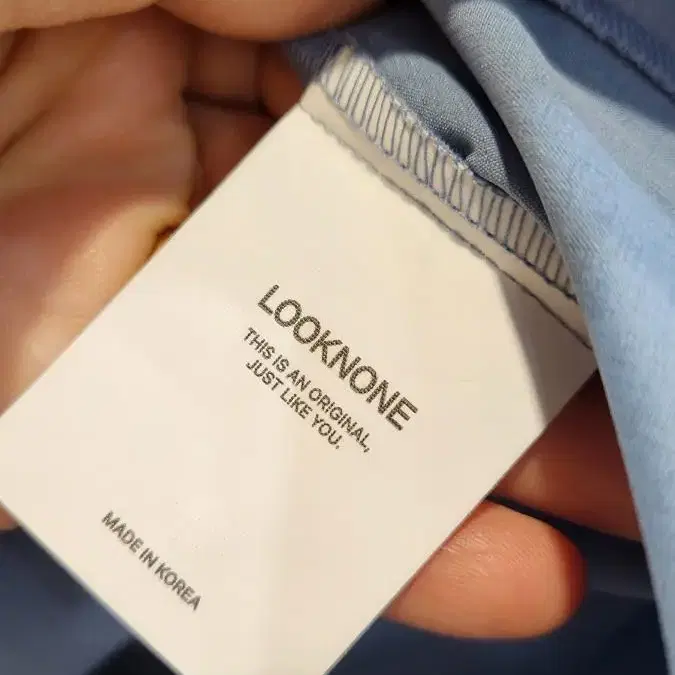 LOOKNONE
THIS IS AN ORIGINAL,
JUST LIKE YOU.
MADE IN KOREA